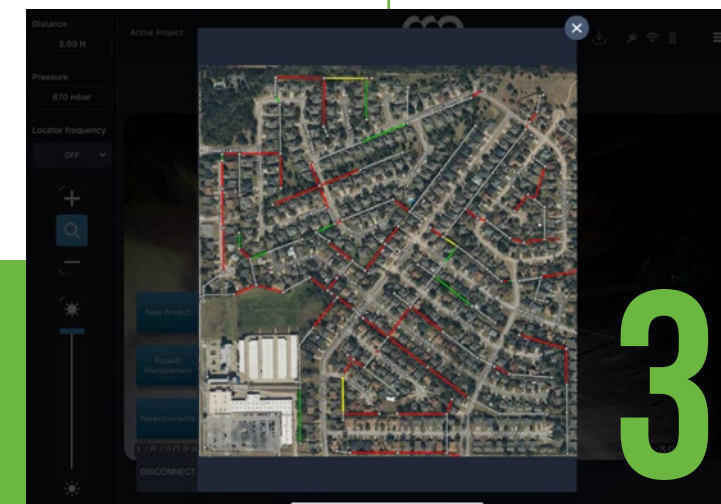 Distance
3.99 ft
Active Project:
Pressure
870 mbar
Locator frequency
OFF
New Project
Project
Management
Measurements
DISCONNECT
3